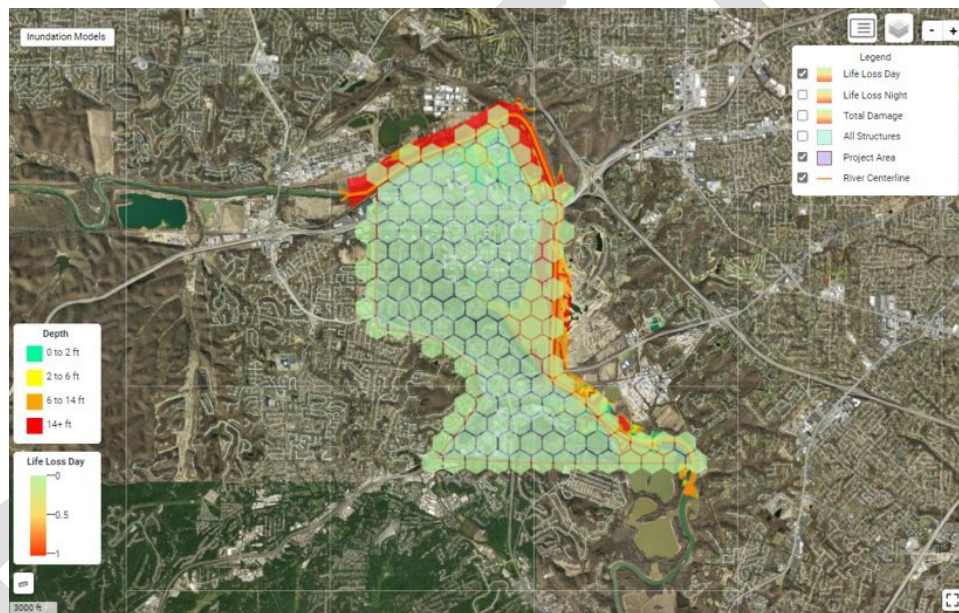 Inundation Models
- +
Legend
Life Loss Day
Life Loss Night
Total Damage
All Structures
Project Area
River Centerline
Depth
0 to 2 ft
2 to 6 ft
6 to 14 ft
14+ ft
Life Loss Day
0
0.5
1
3000 ft